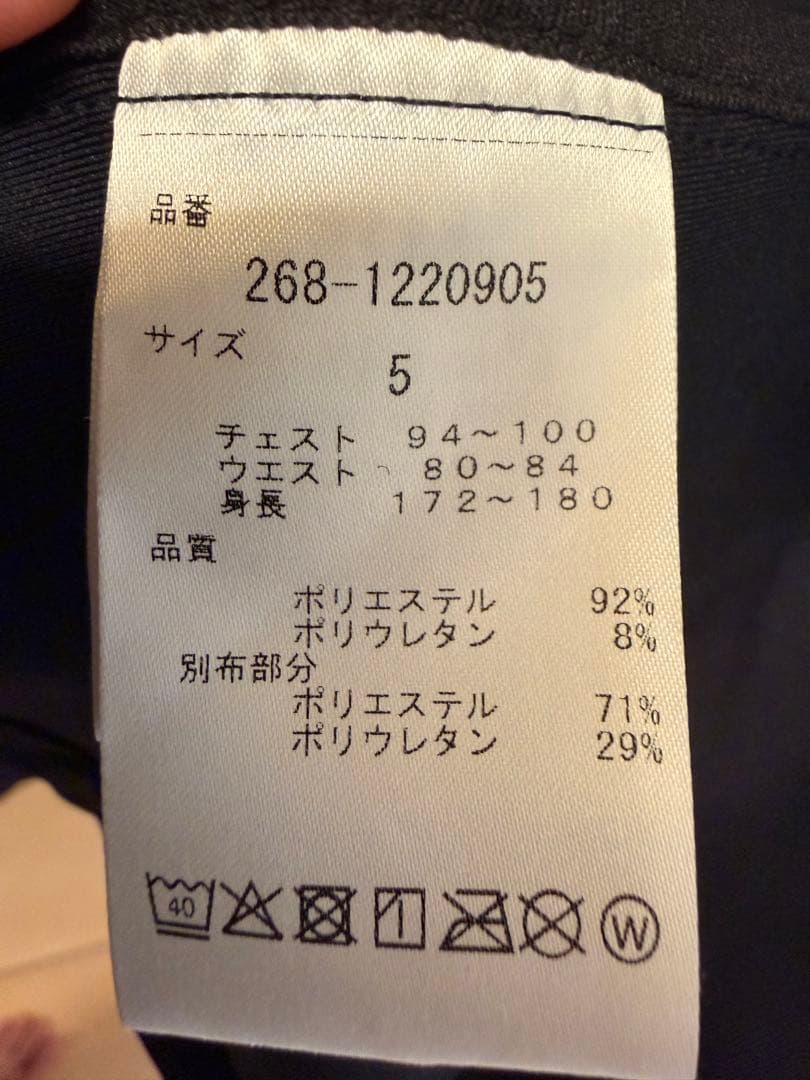 品番
268-1220905
サイズ
5
チェスト 94~100
ウエスト 80~84
身長 172~180
品質
ポリエステル 92%
ポリウレタン 8%
別布部分
ポリエステル 71%
ポリウレタン 29%
40 W